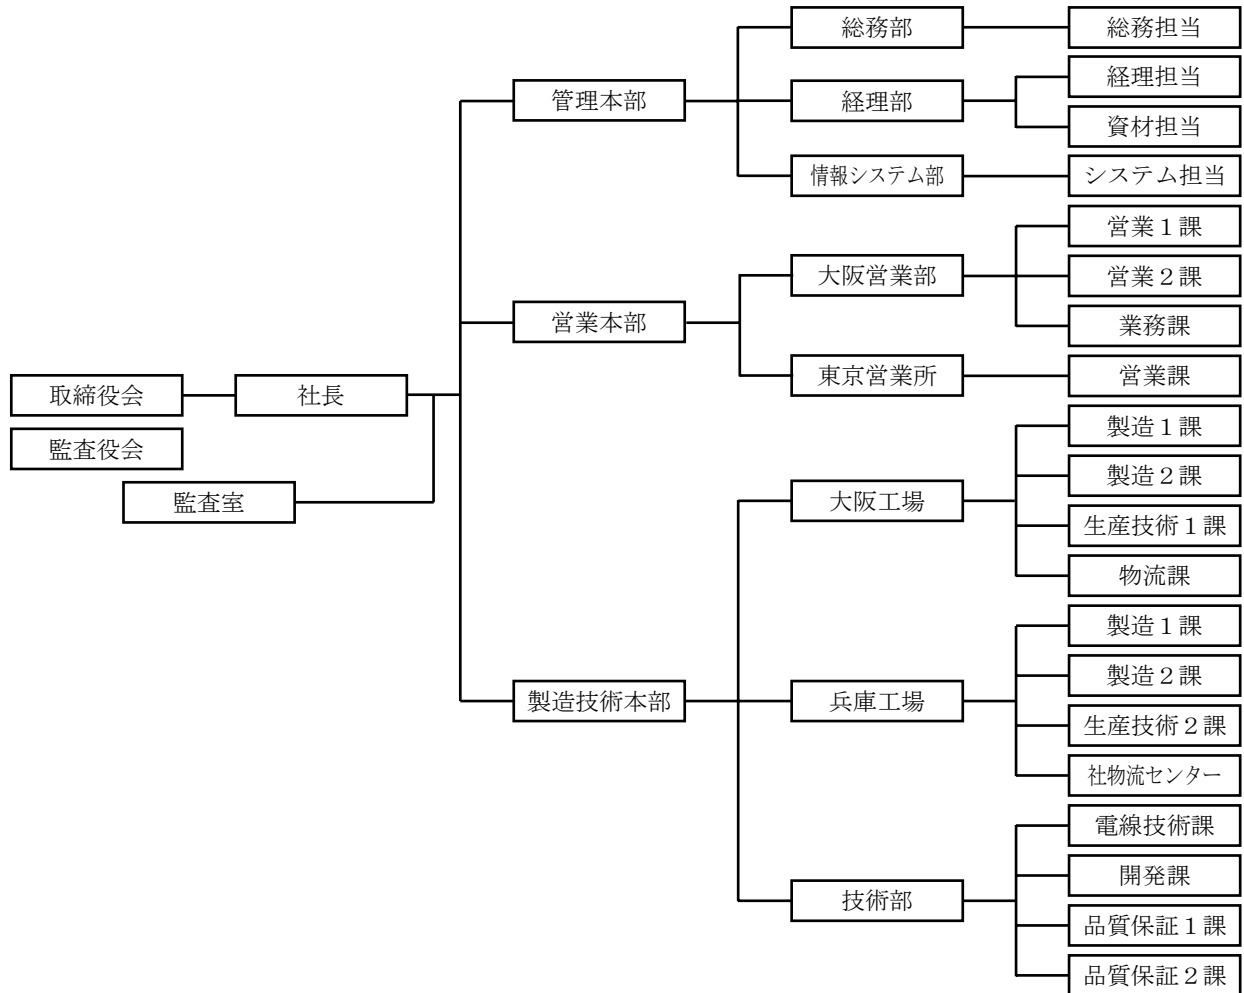 取締役会
社長
監査役会
監査室
管理本部
総務部
総務担当
経理部
経理担当
資材担当
情報システム部
システム担当
営業本部
大阪営業部
営業１課
営業２課
業務課
東京営業所
営業課
製造技術本部
大阪工場
製造１課
製造２課
生産技術１課
物流課
兵庫工場
製造１課
製造２課
生産技術２課
社物流センター
技術部
電線技術課
開発課
品質保証１課
品質保証２課